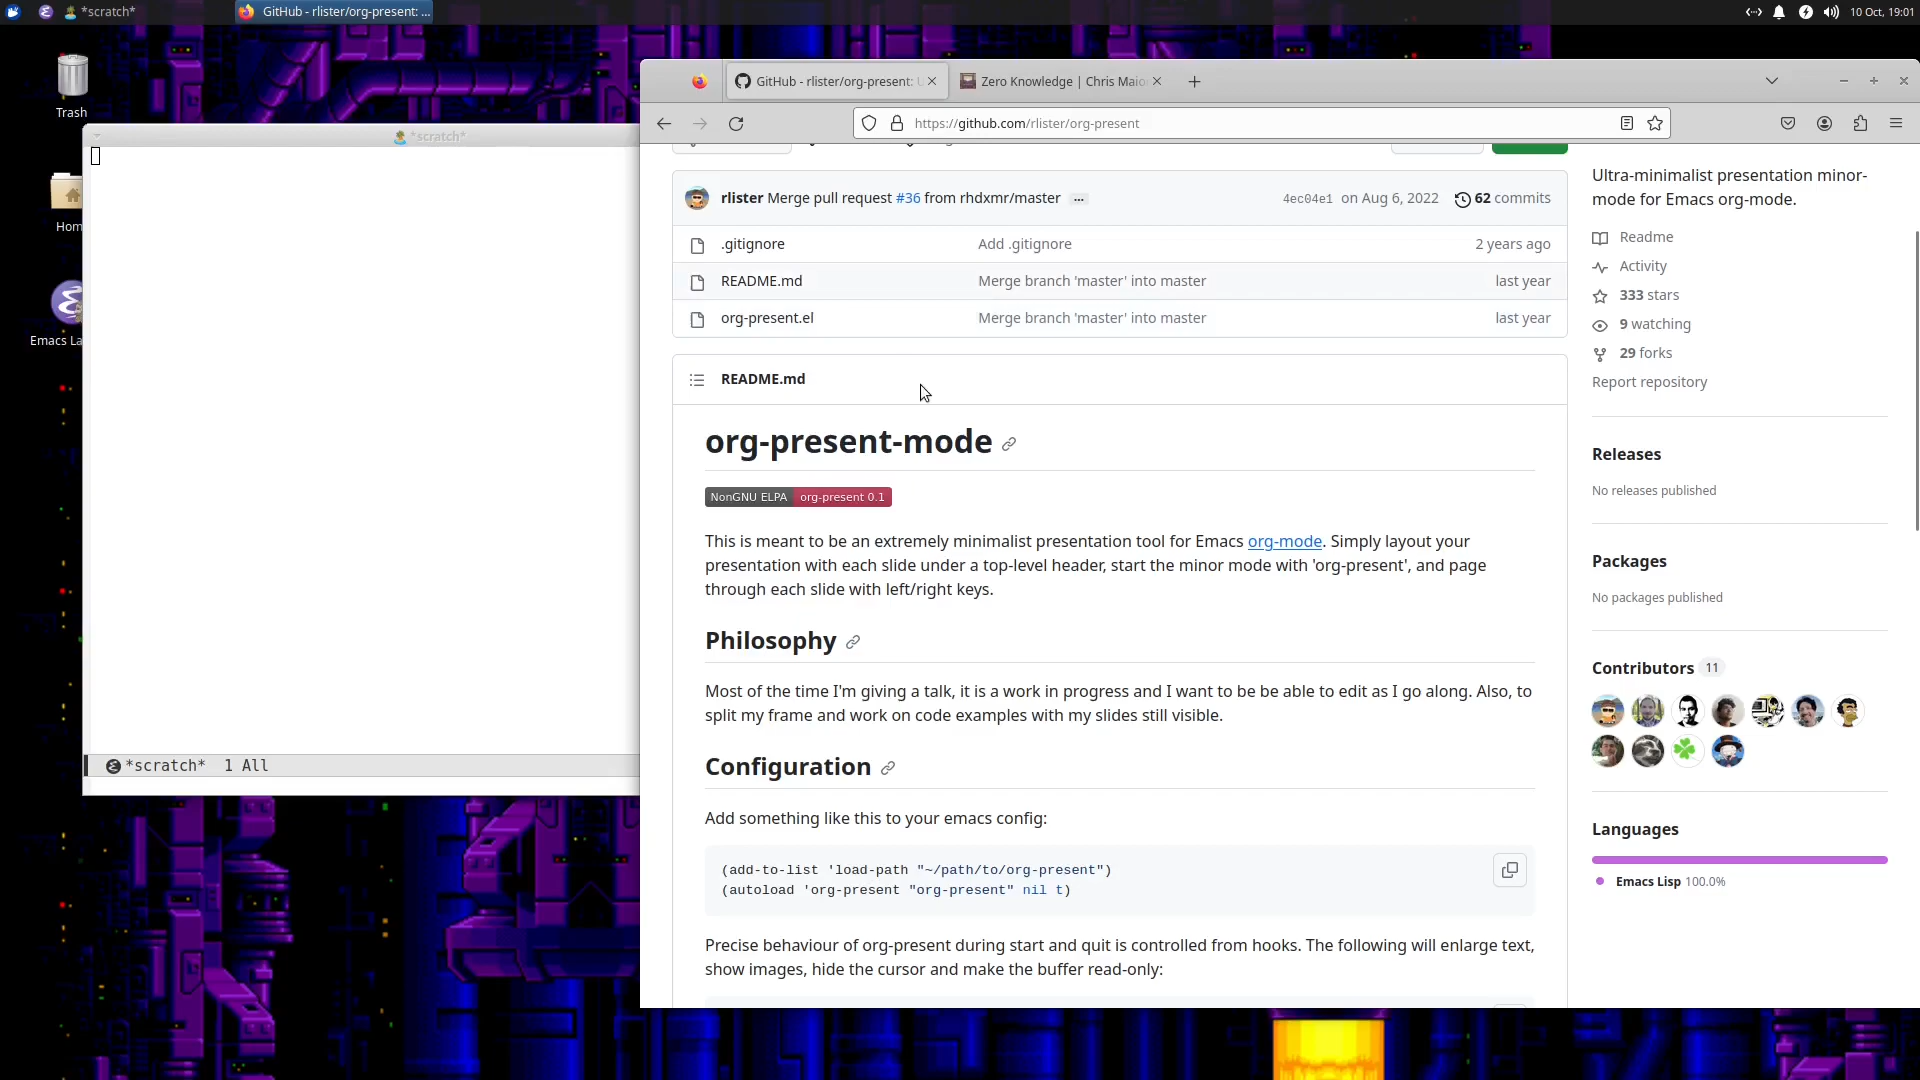 *scratch*
GitHub - rlister/org-present: ...
10 Oct, 19:01
Trash
Hom
Emacs La
*scratch*
*scratch* 1 All
GitHub - rlister/org-present: U
Zero Knowledge | Chris Maio
https://github.com/rlister/org-present
rlister Merge pull request #36 from rhdxmr/master ...
4ec04e1 on Aug 6, 2022 62 commits
.gitignore Add .gitignore 2 years ago
README.md Merge branch 'master' into master last year
org-present.el Merge branch 'master' into master last year
README.md
org-present-mode
NonGNU ELPA org-present 0.1
This is meant to be an extremely minimalist presentation tool for Emacs org-mode. Simply layout your
presentation with each slide under a top-level header, start the minor mode with 'org-present', and page
through each slide with left/right keys.
Philosophy
Most of the time I'm giving a talk, it is a work in progress and I want to be be able to edit as I go along. Also, to
split my frame and work on code examples with my slides still visible.
Configuration
Add something like this to your emacs config:
(add-to-list 'load-path "~/path/to/org-present")
(autoload 'org-present "org-present" nil t)
Precise behaviour of org-present during start and quit is controlled from hooks. The following will enlarge text,
show images, hide the cursor and make the buffer read-only:
Ultra-minimalist presentation minor-
mode for Emacs org-mode.
Readme
Activity
333 stars
9 watching
29 forks
Report repository
Releases
No releases published
Packages
No packages published
Contributors 11
Languages
Emacs Lisp 100.0%